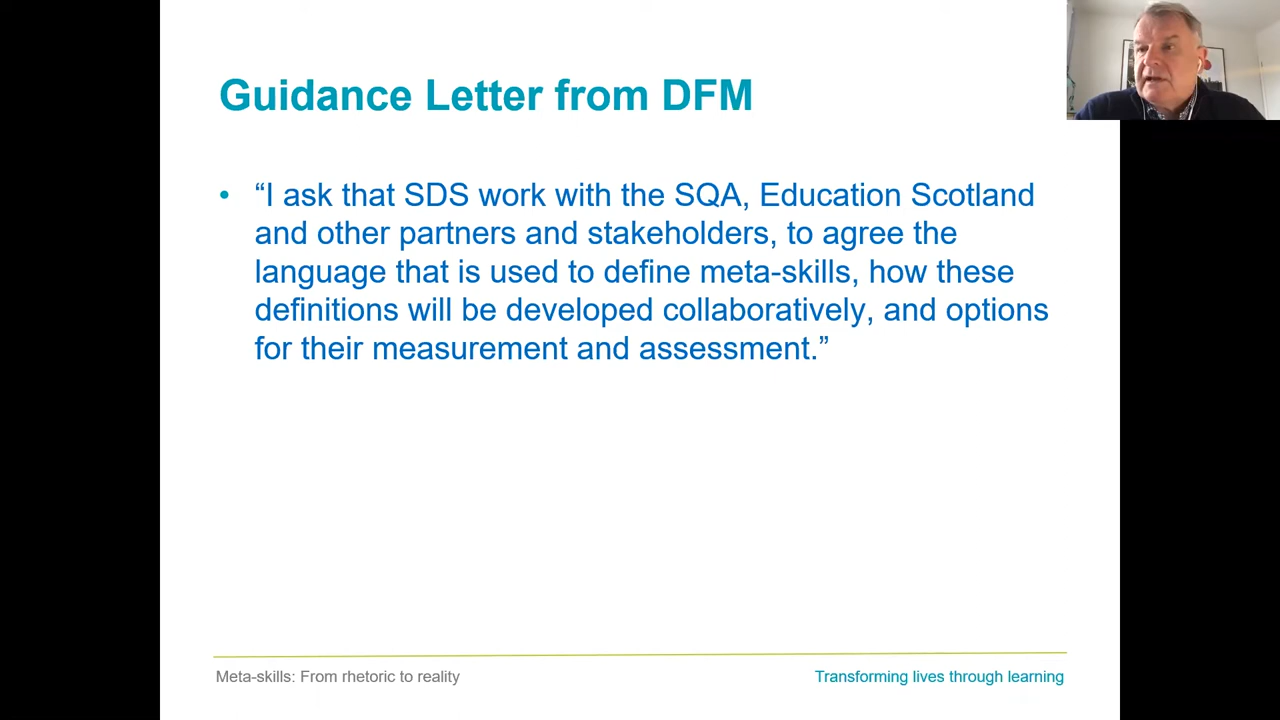 Guidance Letter from DFM
• “I ask that SDS work with the SQA, Education Scotland
and other partners and stakeholders, to agree the
language that is used to define meta-skills, how these
definitions will be developed collaboratively, and options
for their measurement and assessment.”
Meta-skills: From rhetoric to reality
Transforming lives through learning